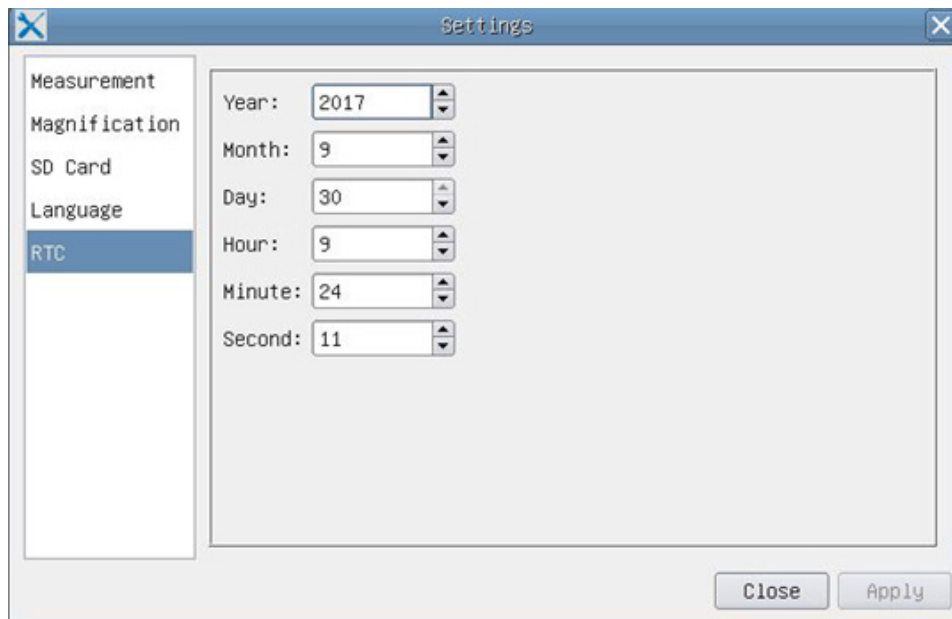 Settings
Measurement
Magnification
SD Card
Language
RTC
Year: 2017
Month: 9
Day: 30
Hour: 9
Minute: 24
Second: 11
Close Apply